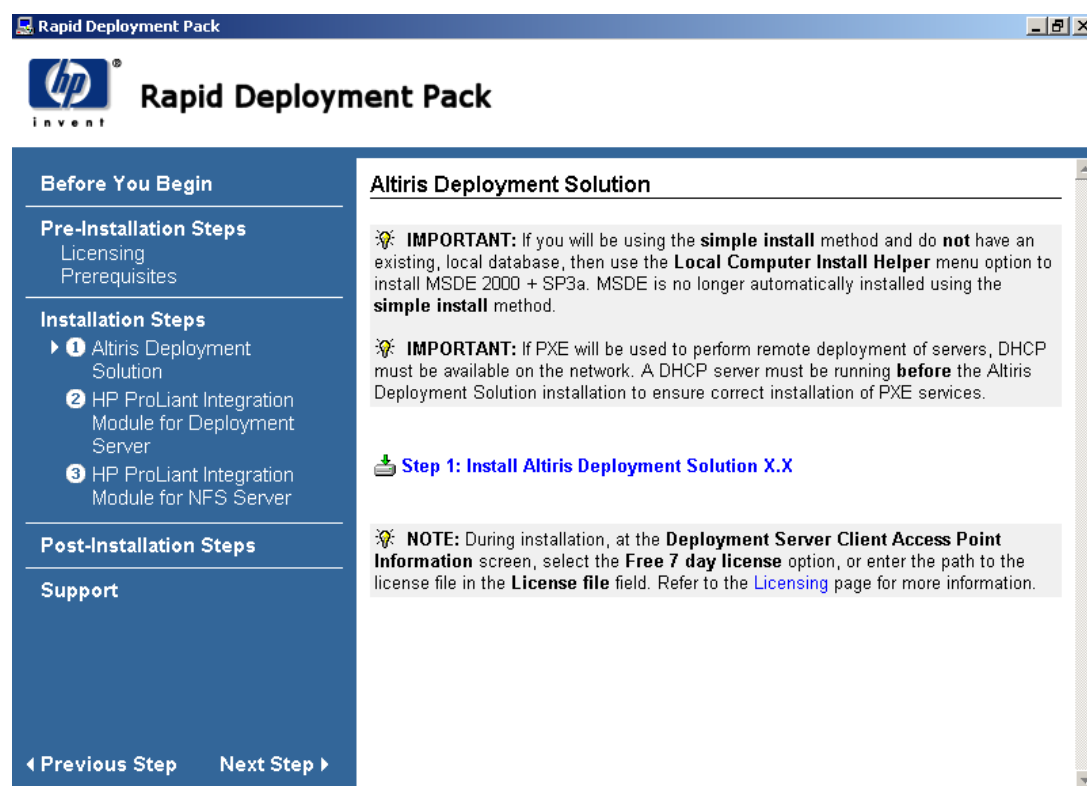 Rapid Deployment Pack
hp
®
invent
Rapid Deployment Pack
Before You Begin
Pre-Installation Steps
Licensing
Prerequisites
Installation Steps
1 Altiris Deployment
Solution
2 HP ProLiant Integration
Module for Deployment
Server
3 HP ProLiant Integration
Module for NFS Server
Post-Installation Steps
Support
Previous Step Next Step
Altiris Deployment Solution
IMPORTANT: If you will be using the simple install method and do not have an
existing, local database, then use the Local Computer Install Helper menu option to
install MSDE 2000 + SP3a. MSDE is no longer automatically installed using the
simple install method.
IMPORTANT: If PXE will be used to perform remote deployment of servers, DHCP
must be available on the network. A DHCP server must be running before the Altiris
Deployment Solution installation to ensure correct installation of PXE services.
Step 1: Install Altiris Deployment Solution X.X
NOTE: During installation, at the Deployment Server Client Access Point
Information screen, select the Free 7 day license option, or enter the path to the
license file in the License file field. Refer to the Licensing page for more information.